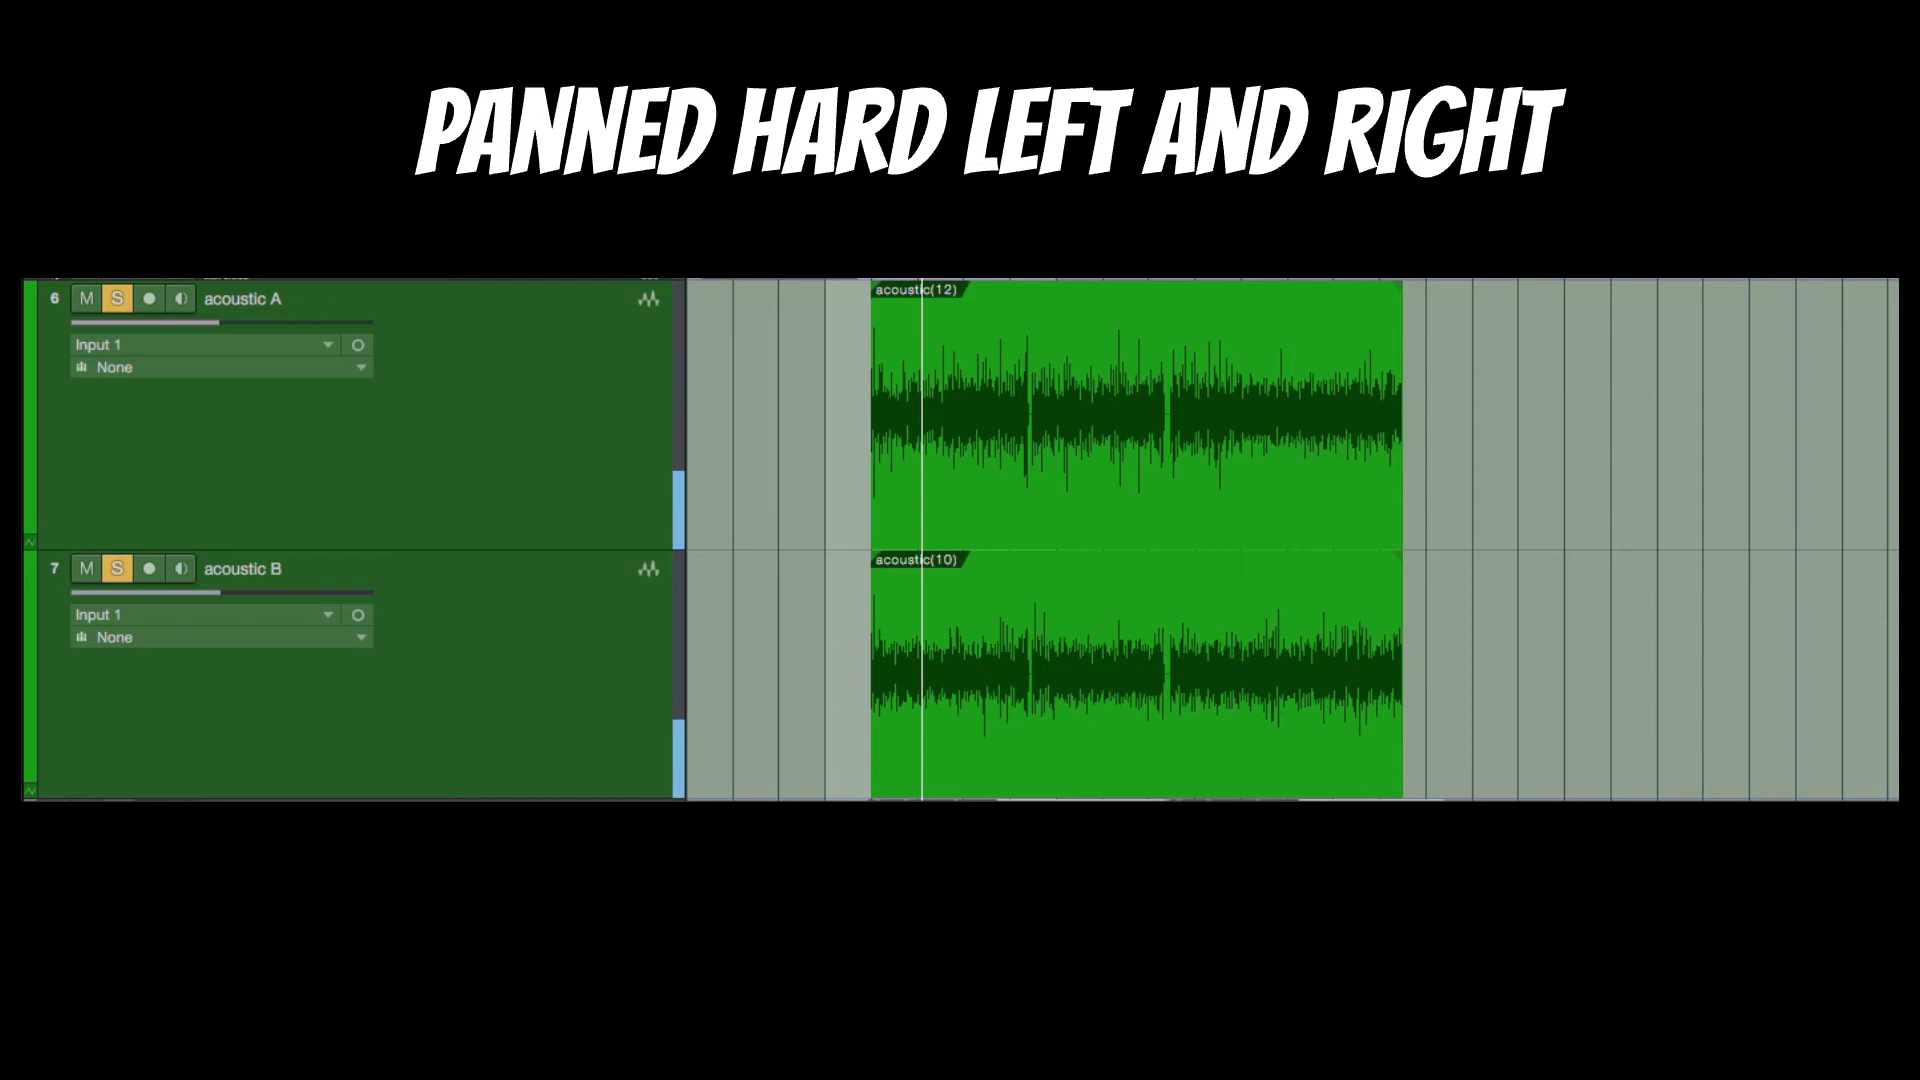 PANNED HARD LEFT AND RIGHT
6 M S acoustic A
Input 1
None
acoustic(12)
7 M S acoustic B
Input 1
None
acoustic(10)